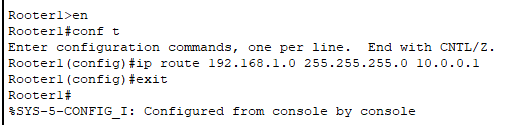 Rooter1>en
Rooter1#conf t
Enter configuration commands, one per line.  End with CNTL/Z.
Rooter1(config)#ip route 192.168.1.0 255.255.255.0 10.0.0.1
Rooter1(config)#exit
Rooter1#
%SYS-5-CONFIG_I: Configured from console by console